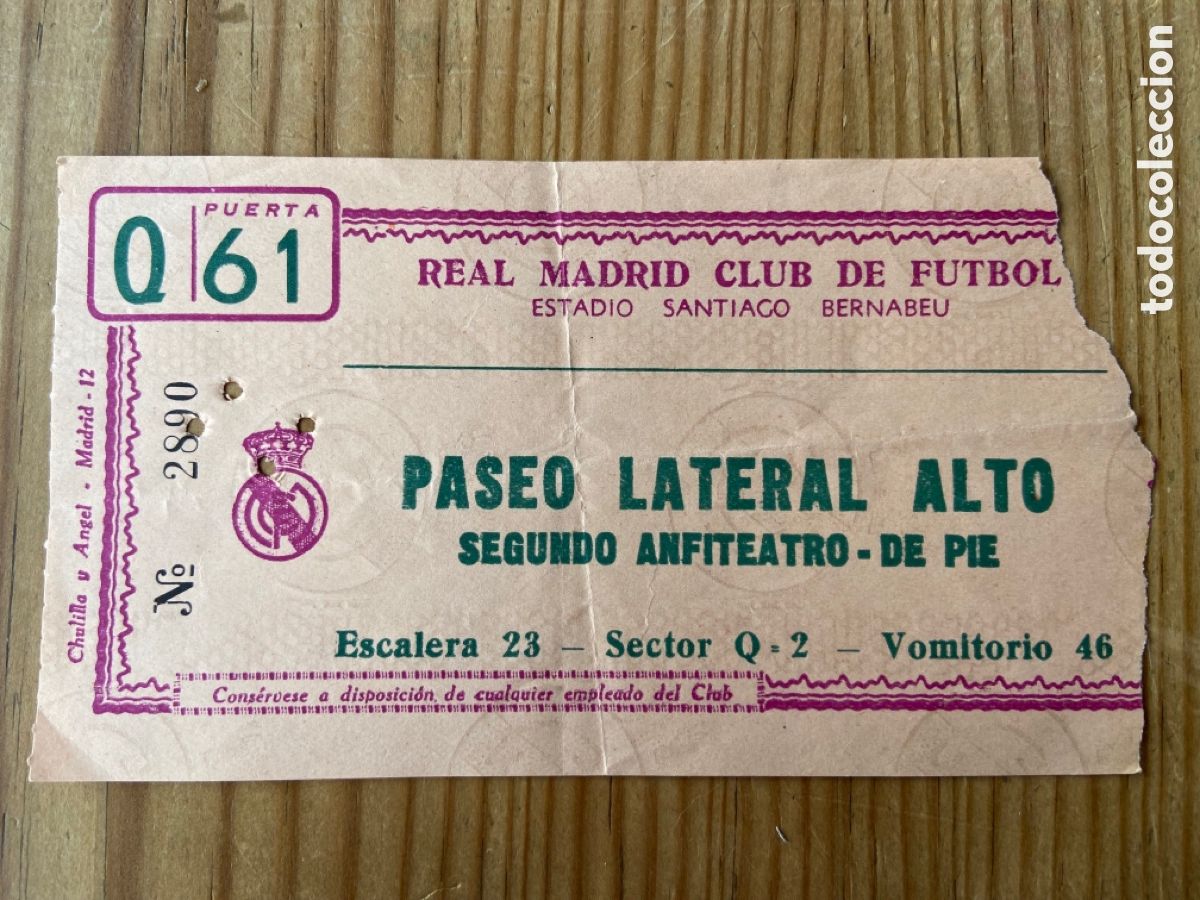 Q
PUERTA
61
REAL MADRID CLUB DE FUTBOL
ESTADIO SANTIAGO BERNABEU
Chulilla y Angel - Madrid - 12
Nº 2890
PASEO LATERAL ALTO
SEGUNDO ANFITEATRO - DE PIE
Escalera 23 — Sector Q = 2 — Vomitorio 46
Consérvese a disposición de cualquier empleado del Club
todocoleccion